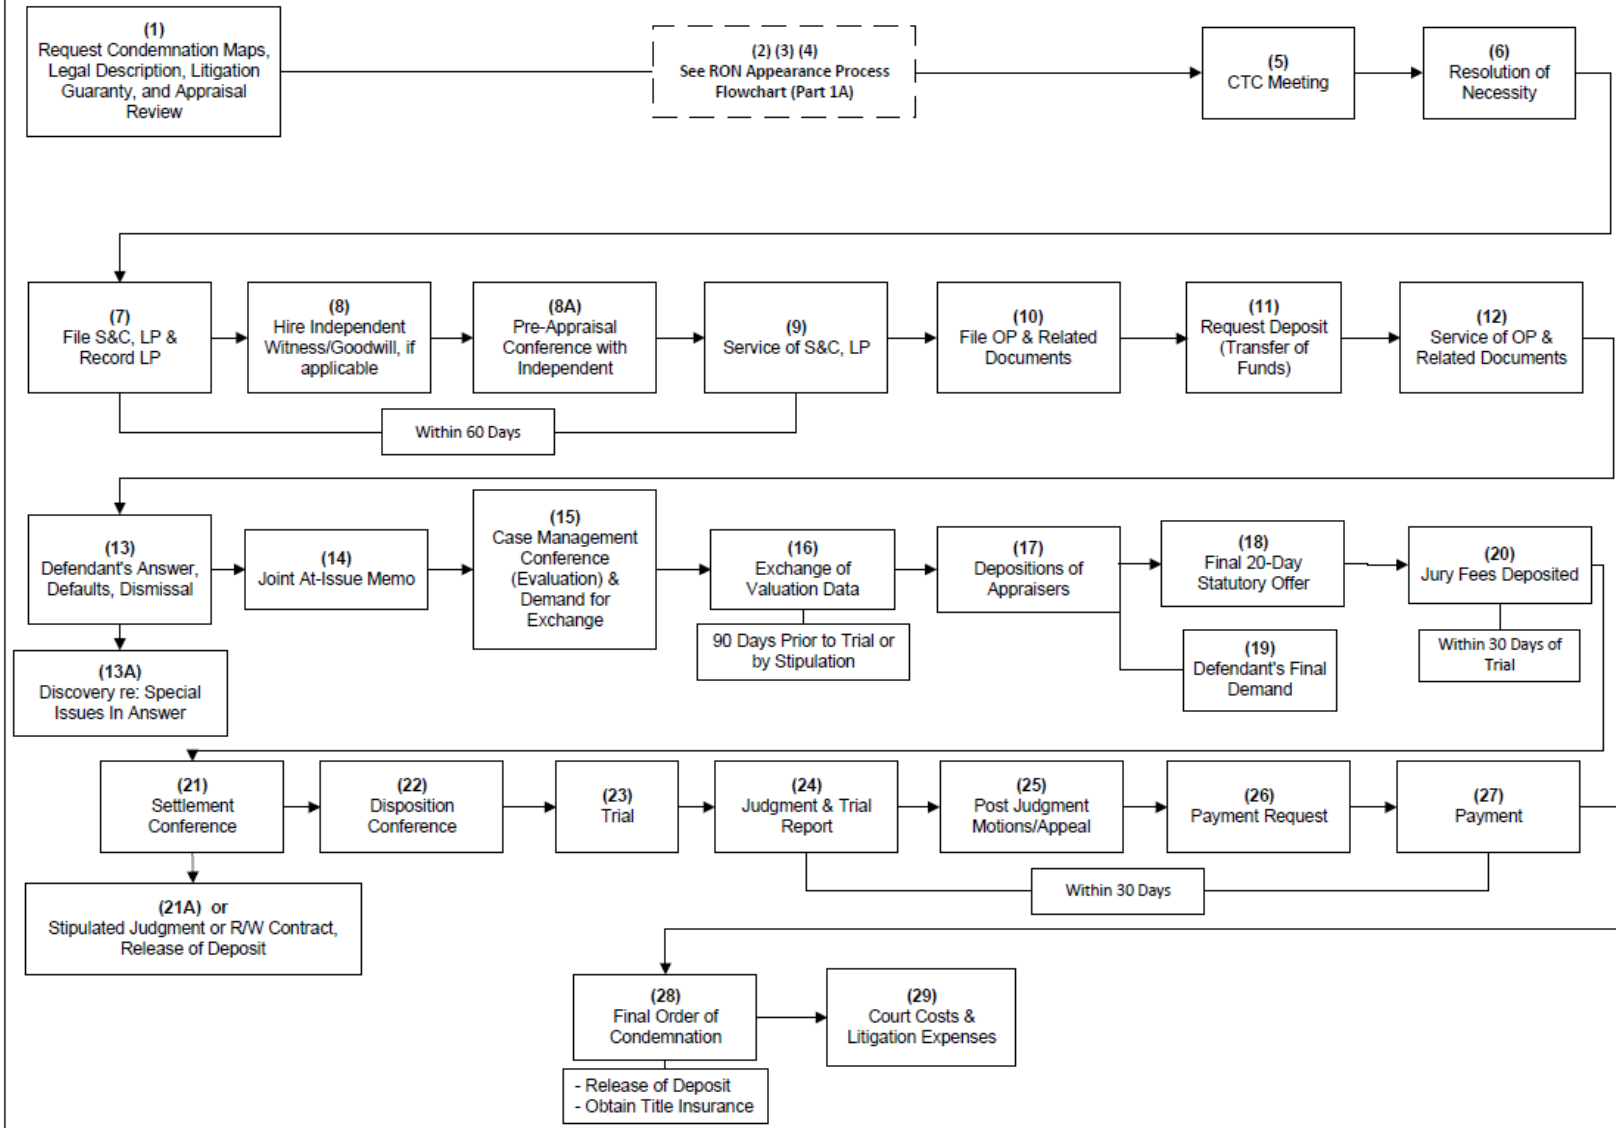 (1)
Request Condemnation Maps,
Legal Description, Litigation
Guaranty, and Appraisal
Review
(2) (3) (4)
See RON Appearance Process
Flowchart (Part 1A)
(5)
CTC Meeting
(6)
Resolution of
Necessity
(7)
File S&C, LP &
Record LP
(8)
Hire Independent
Witness/Goodwill, if
applicable
(8A)
Pre-Appraisal
Conference with
Independent
(9)
Service of S&C, LP
(10)
File OP & Related
Documents
(11)
Request Deposit
(Transfer of
Funds)
(12)
Service of OP &
Related Documents
Within 60 Days
(13)
Defendant's Answer,
Defaults, Dismissal
(14)
Joint At-Issue Memo
(15)
Case Management
Conference
(Evaluation) &
Demand for
Exchange
(16)
Exchange of
Valuation Data
90 Days Prior to Trial or
by Stipulation
(17)
Depositions of
Appraisers
(18)
Final 20-Day
Statutory Offer
(19)
Defendant's Final
Demand
(20)
Jury Fees Deposited
Within 30 Days of
Trial
(13A)
Discovery re: Special
Issues In Answer
(21)
Settlement
Conference
(22)
Disposition
Conference
(23)
Trial
(24)
Judgment & Trial
Report
(25)
Post Judgment
Motions/Appeal
(26)
Payment Request
(27)
Payment
Within 30 Days
(21A) or
Stipulated Judgment or R/W Contract,
Release of Deposit
(28)
Final Order of
Condemnation
- Release of Deposit
- Obtain Title Insurance
(29)
Court Costs &
Litigation Expenses